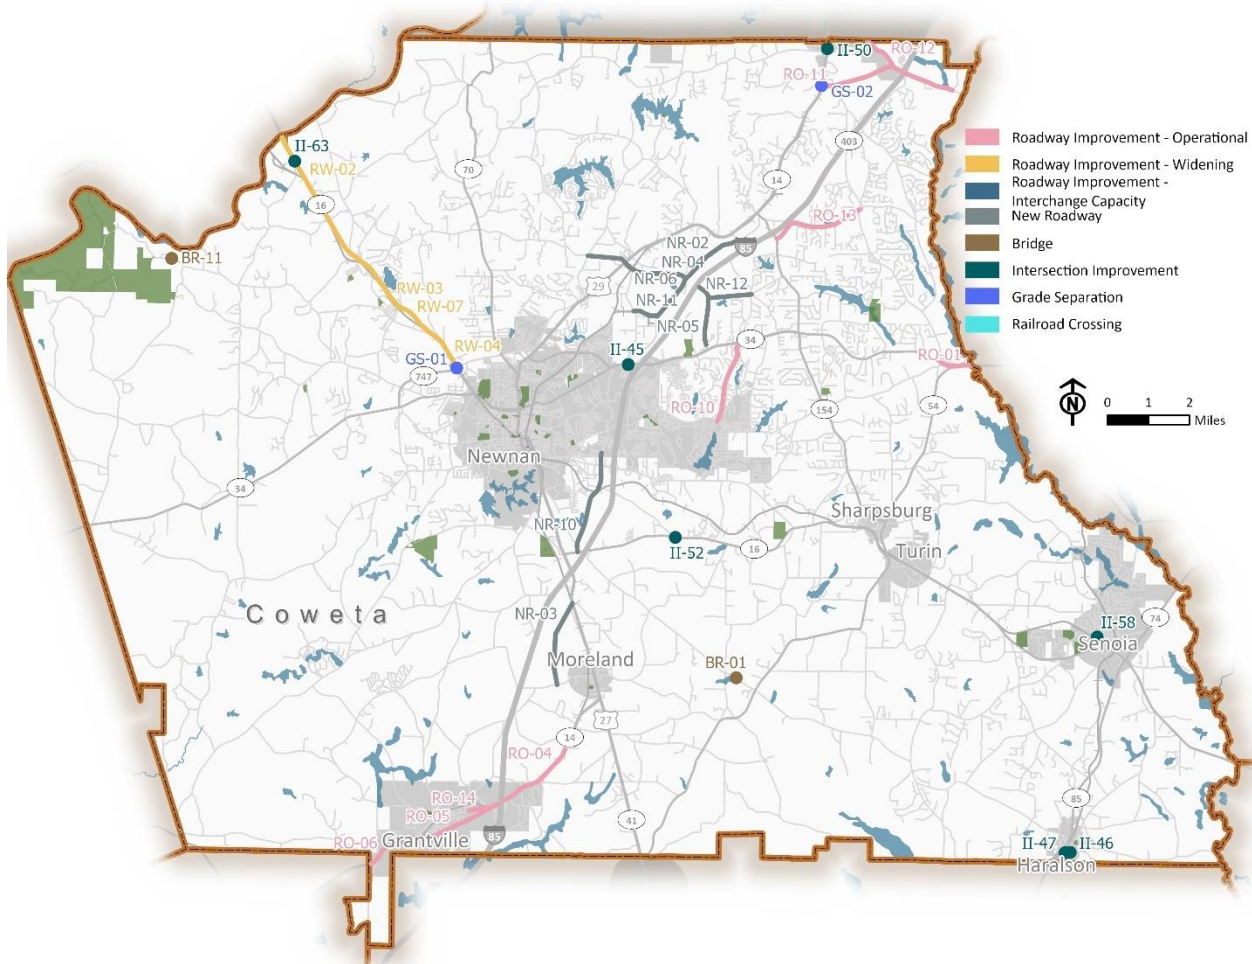 II-50
RO-12
RO-11
GS-02
403
II-63
RW-02
70
14
16
RO-13
BR-11
NR-02
85
NR-04
RW-03
NR-06
29
NR-12
RW-07
NR-11
NR-05
RW-04
GS-01
II-45
34
RO-01
747
RO-10
154
54
Newnan
34
Sharpsburg
NR-10
Turin
II-52
16
Coweta
NR-03
74
II-58
Senoia
Moreland
BR-01
27
14
RO-04
RO-14
RO-05
85
41
RO-06
Grantville
85
II-47
II-46
Haralson
Roadway Improvement - Operational
Roadway Improvement - Widening
Roadway Improvement -
Interchange Capacity
New Roadway
Bridge
Intersection Improvement
Grade Separation
Railroad Crossing
N
0 1 2
Miles